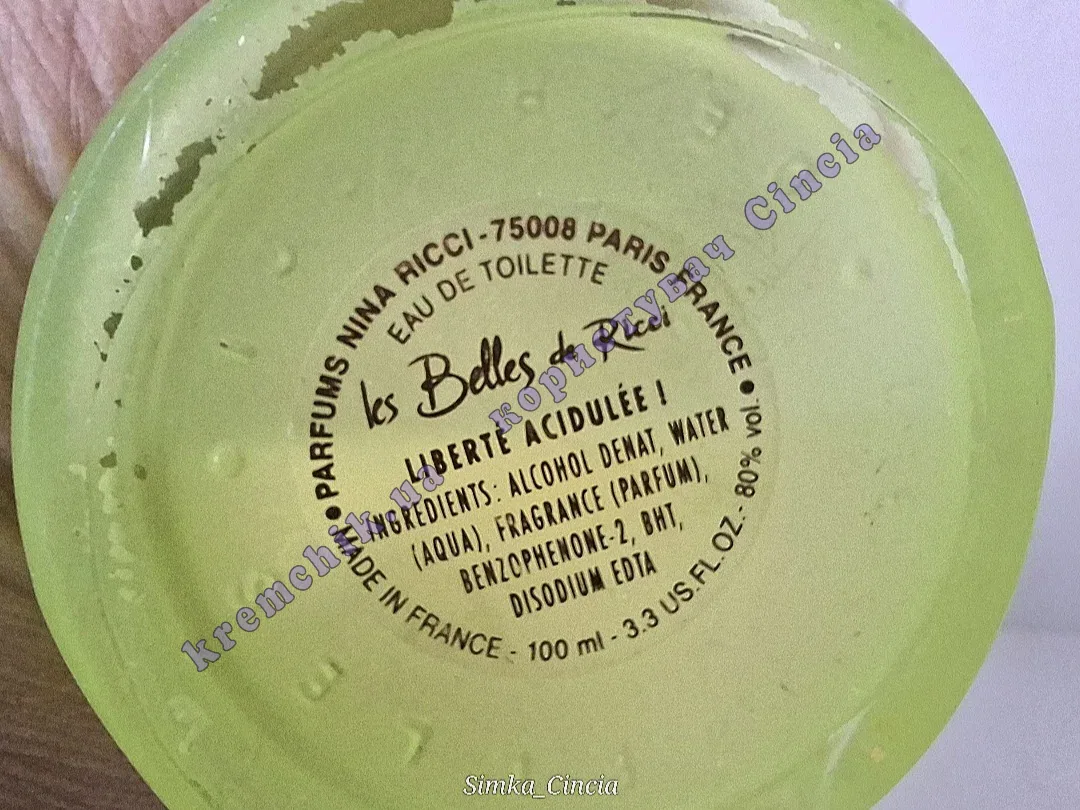 ● PARFUMS NINA RICCI - 75008 PARIS FRANCE ●
EAU DE TOILETTE
les Belles de Ricci
LIBERTÉ ACIDULÉE !
INGREDIENTS: ALCOHOL DENAT, WATER
(AQUA), FRAGRANCE (PARFUM),
BENZOPHENONE-2, BHT,
DISODIUM EDTA
MADE IN FRANCE - 100 ml - 3.3 US.FL.OZ. - 80% vol.
kremchik.ua користувач Cincia
Simka_Cincia